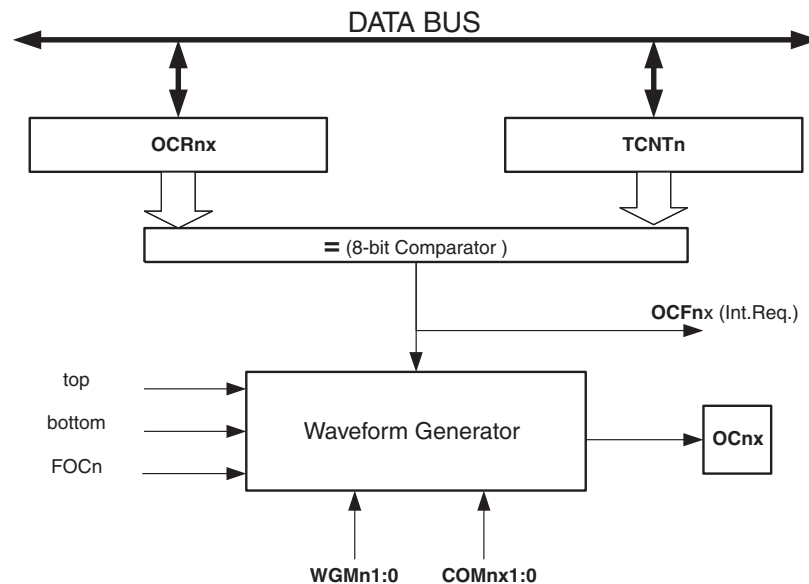 DATA BUS
OCRnx
TCNTn
= (8-bit Comparator )
OCFnx (Int.Req.)
top
bottom
FOCn
Waveform Generator
OCnx
WGMn1:0
COMnx1:0